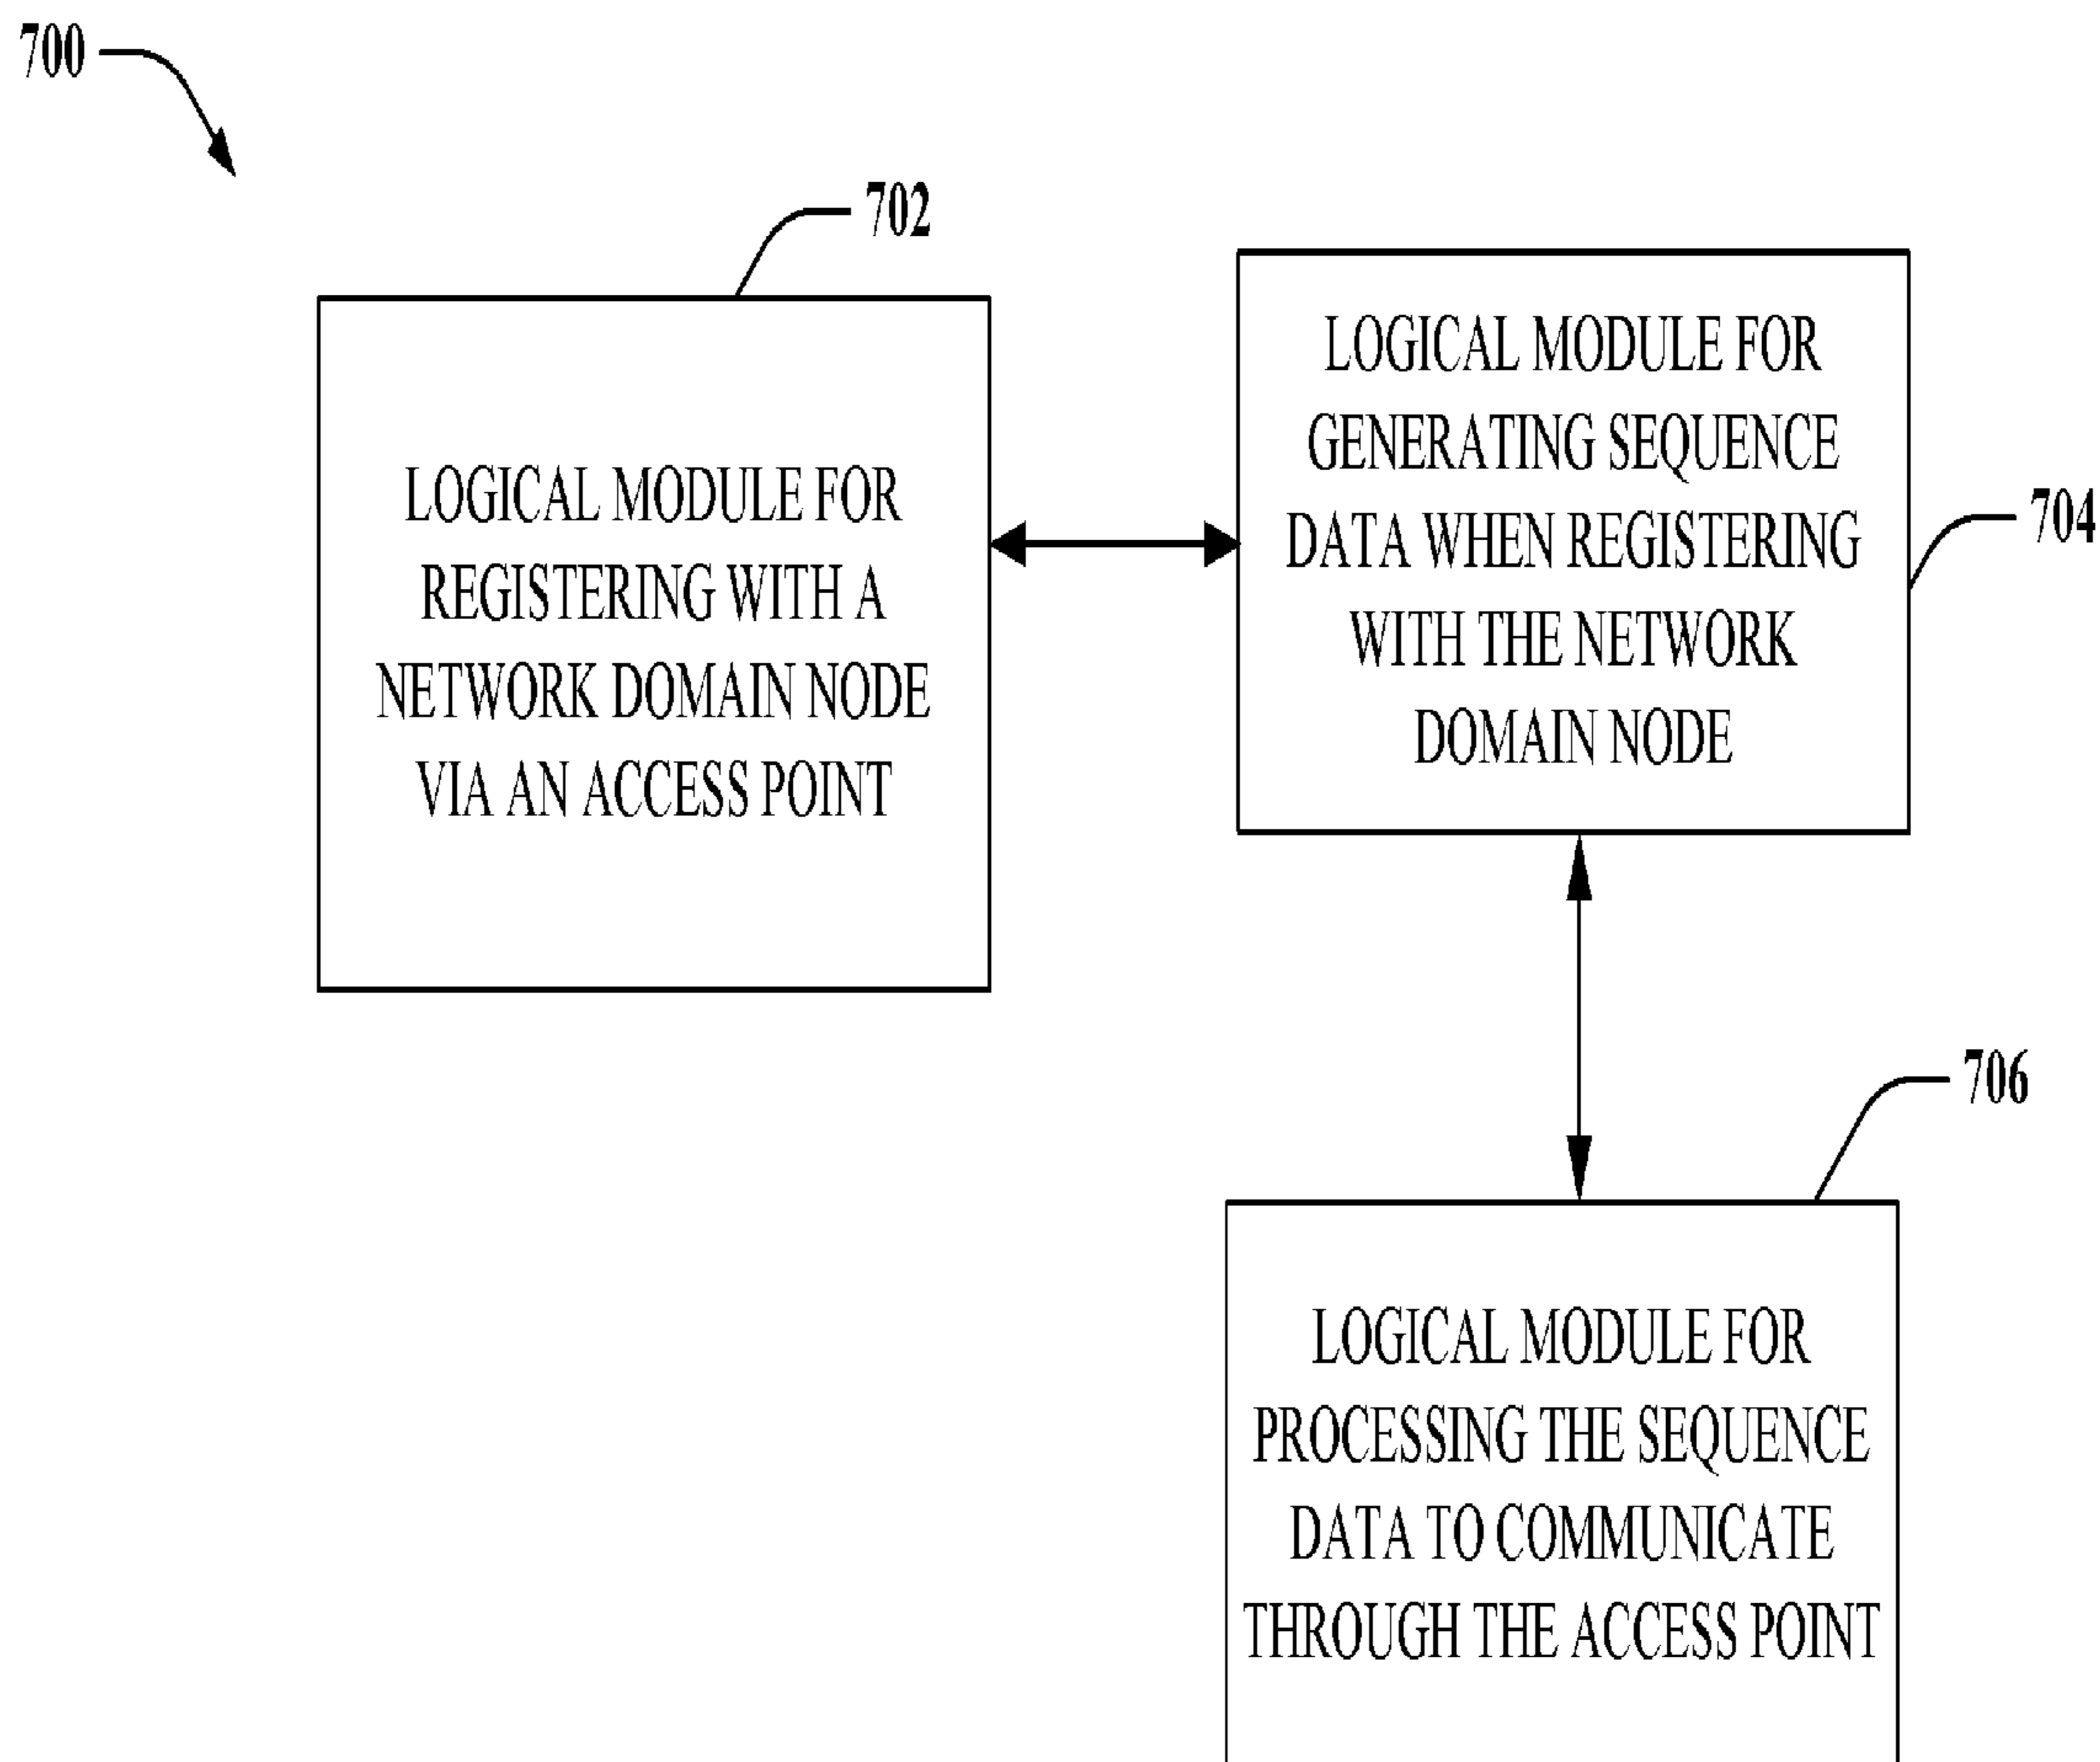 700
702
LOGICAL MODULE FOR
REGISTERING WITH A
NETWORK DOMAIN NODE
VIA AN ACCESS POINT
LOGICAL MODULE FOR
GENERATING SEQUENCE
DATA WHEN REGISTERING
WITH THE NETWORK
DOMAIN NODE
704
706
LOGICAL MODULE FOR
PROCESSING THE SEQUENCE
DATA TO COMMUNICATE
THROUGH THE ACCESS POINT